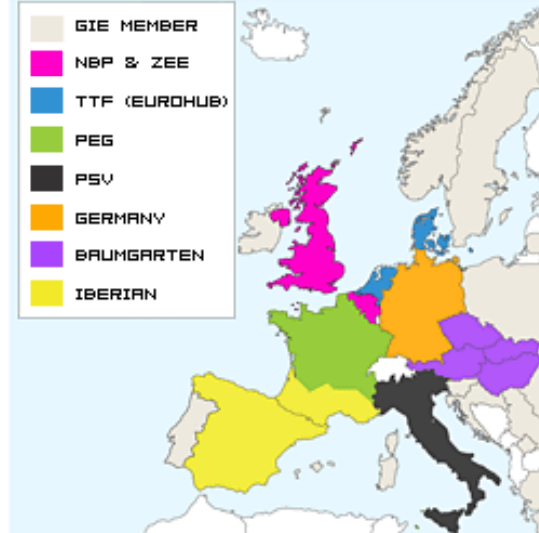 GIE MEMBER
NBP & ZEE
TTF (EUROHUB)
PEG
PSV
GERMANY
BAUMGARTEN
IBERIAN